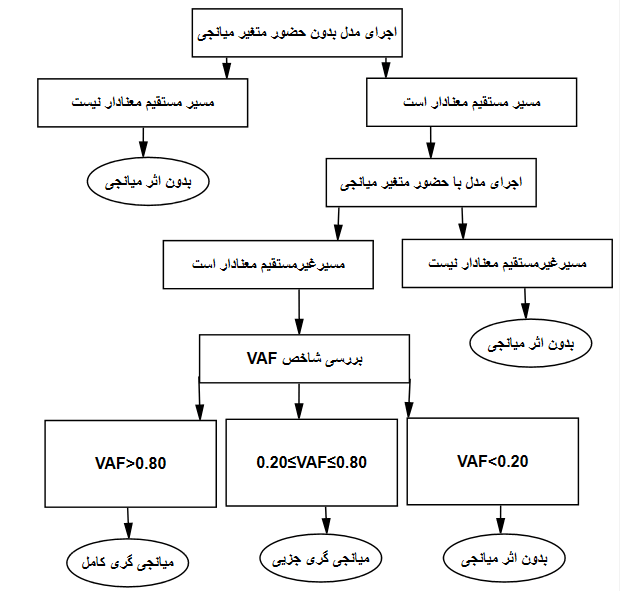 اجرای مدل بدون حضور متغیر میانجی
مسیر مستقیم معنادار است
مسیر مستقیم معنادار نیست
بدون اثر میانجی
اجرای مدل با حضور متغیر میانجی
مسیرغیرمستقیم معنادار نیست
مسیرغیرمستقیم معنادار است
بدون اثر میانجی
بررسی شاخص VAF
VAF<0.20
0.20≤VAF≤0.80
VAF>0.80
بدون اثر میانجی
میانجی گری جزیی
میانجی گری کامل